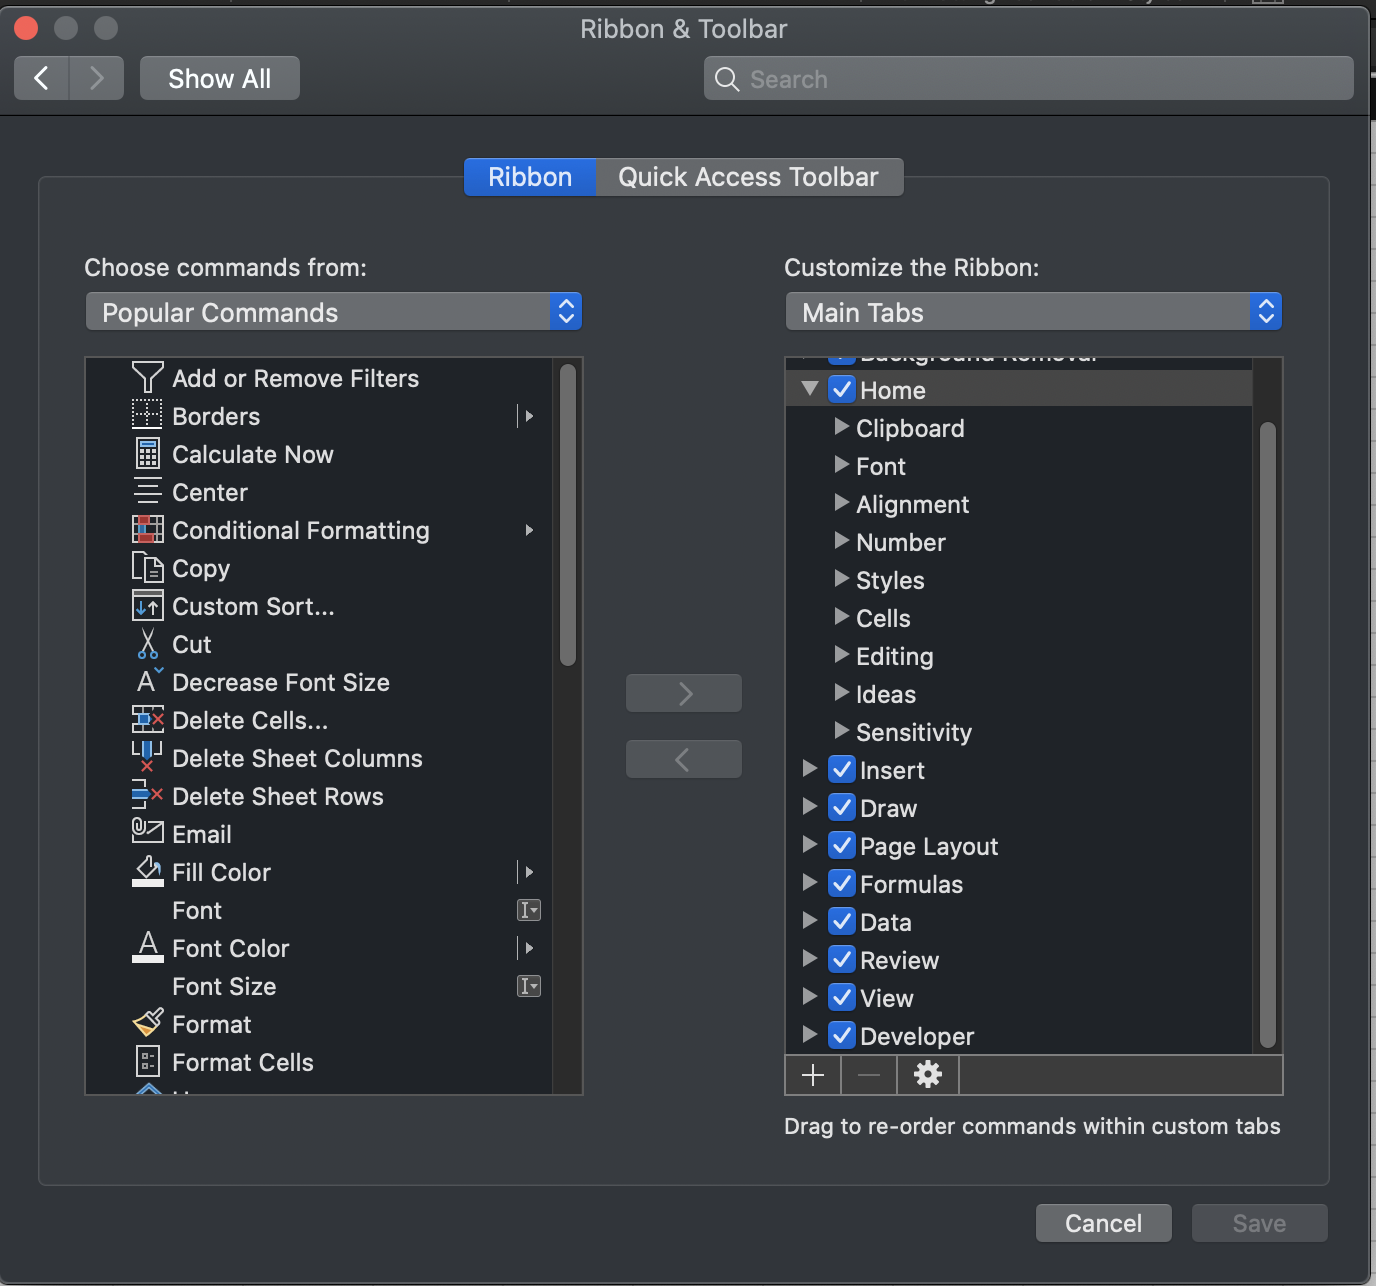 Ribbon & Toolbar
Show All
Search
Ribbon
Quick Access Toolbar
Choose commands from:
Popular Commands
Add or Remove Filters
Borders
Calculate Now
Center
Conditional Formatting
Copy
Custom Sort...
Cut
Decrease Font Size
Delete Cells...
Delete Sheet Columns
Delete Sheet Rows
Email
Fill Color
Font
Font Color
Font Size
Format
Format Cells
Customize the Ribbon:
Main Tabs
Background Removal
Home
Clipboard
Font
Alignment
Number
Styles
Cells
Editing
Ideas
Sensitivity
Insert
Draw
Page Layout
Formulas
Data
Review
View
Developer
Drag to re-order commands within custom tabs
Cancel
Save